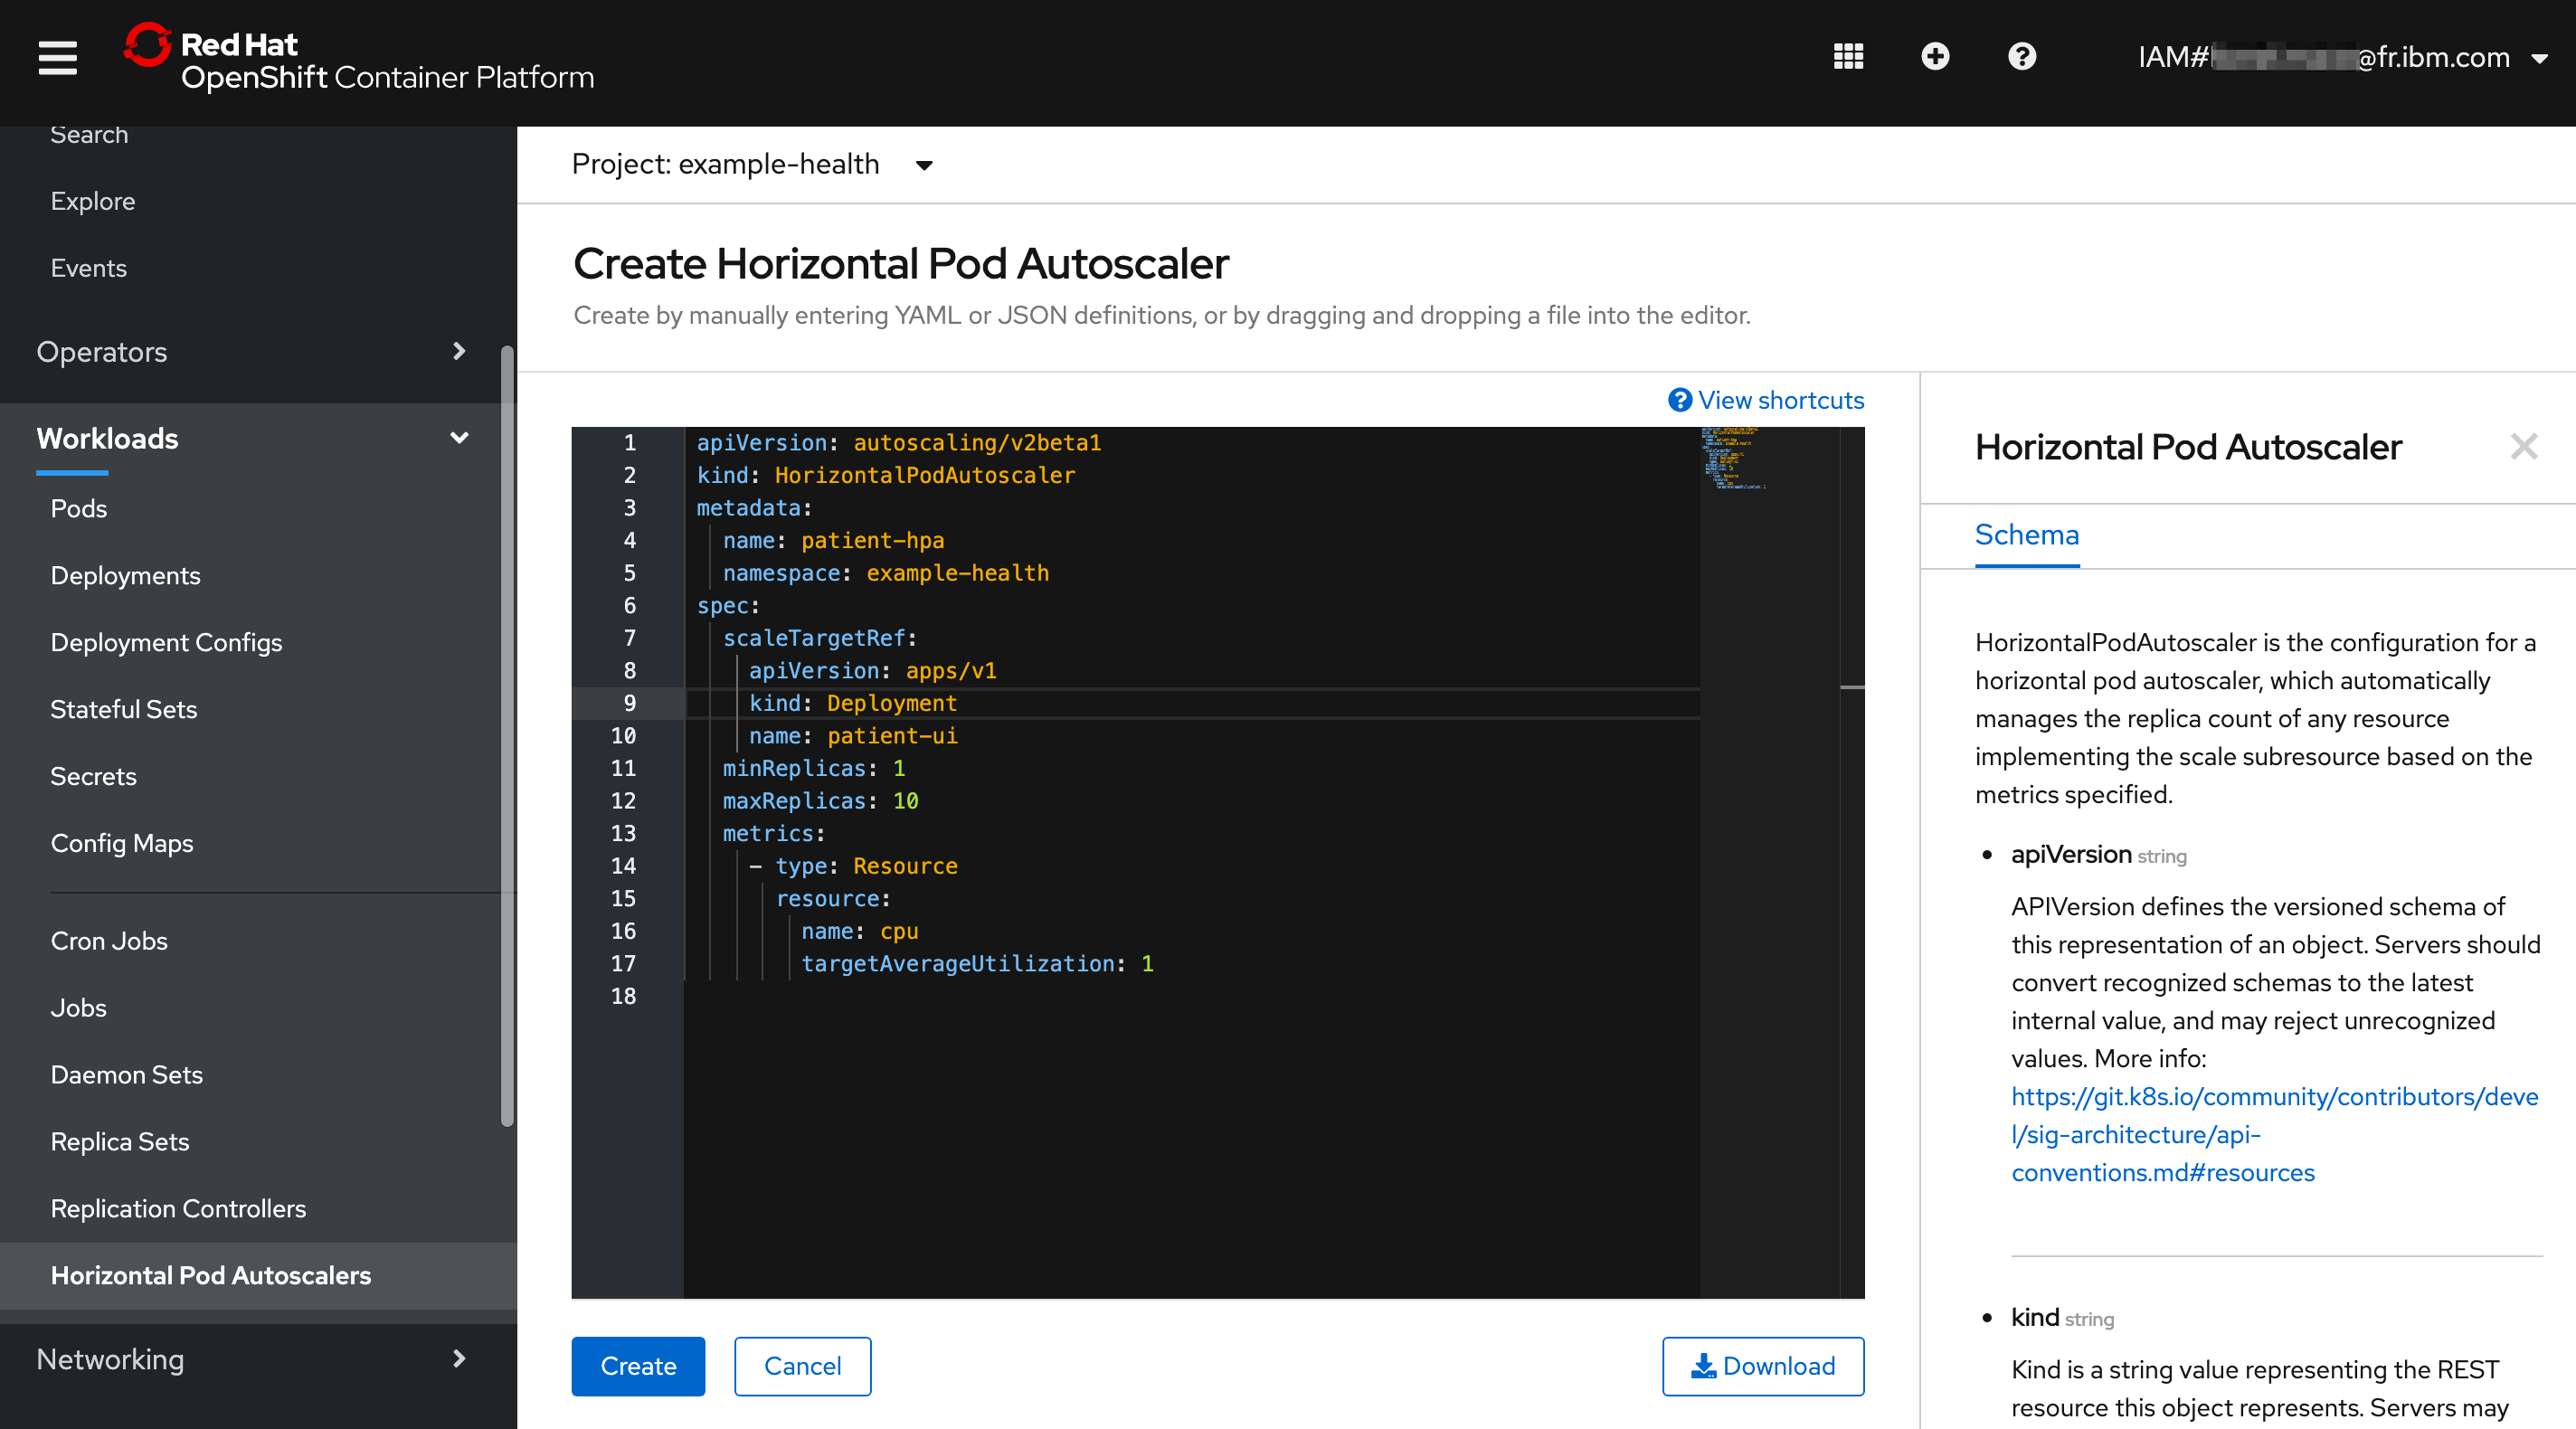 Red Hat
OpenShift Container Platform
IAM#
@fr.ibm.com
Search
Explore
Events
Operators
Workloads
Pods
Deployments
Deployment Configs
Stateful Sets
Secrets
Config Maps
Cron Jobs
Jobs
Daemon Sets
Replica Sets
Replication Controllers
Horizontal Pod Autoscalers
Networking
Project: example-health
Create Horizontal Pod Autoscaler
Create by manually entering YAML or JSON definitions, or by dragging and dropping a file into the editor.
View shortcuts
1 apiVersion: autoscaling/v2beta1
2 kind: HorizontalPodAutoscaler
3 metadata:
4 name: patient-hpa
5 namespace: example-health
6 spec:
7 scaleTargetRef:
8 apiVersion: apps/v1
9 kind: Deployment
10 name: patient-ui
11 minReplicas: 1
12 maxReplicas: 10
13 metrics:
14 - type: Resource
15 resource:
16 name: cpu
17 targetAverageUtilization: 1
18
Create
Cancel
Download
Horizontal Pod Autoscaler
Schema
HorizontalPodAutoscaler is the configuration for a
horizontal pod autoscaler, which automatically
manages the replica count of any resource
implementing the scale subresource based on the
metrics specified.
• apiVersion string
APIVersion defines the versioned schema of
this representation of an object. Servers should
convert recognized schemas to the latest
internal value, and may reject unrecognized
values. More info:
https://git.k8s.io/community/contributors/deve
l/sig-architecture/api-
conventions.md#resources
• kind string
Kind is a string value representing the REST
resource this object represents. Servers may